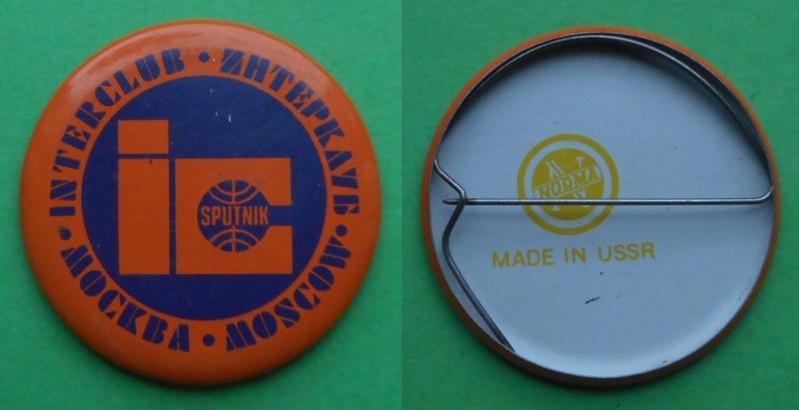 INTERCLUB • ИНТЕРКЛУБ • MOSCOW • МОСКВА •
ic
SPUTNIK
NORMA
MADE IN USSR